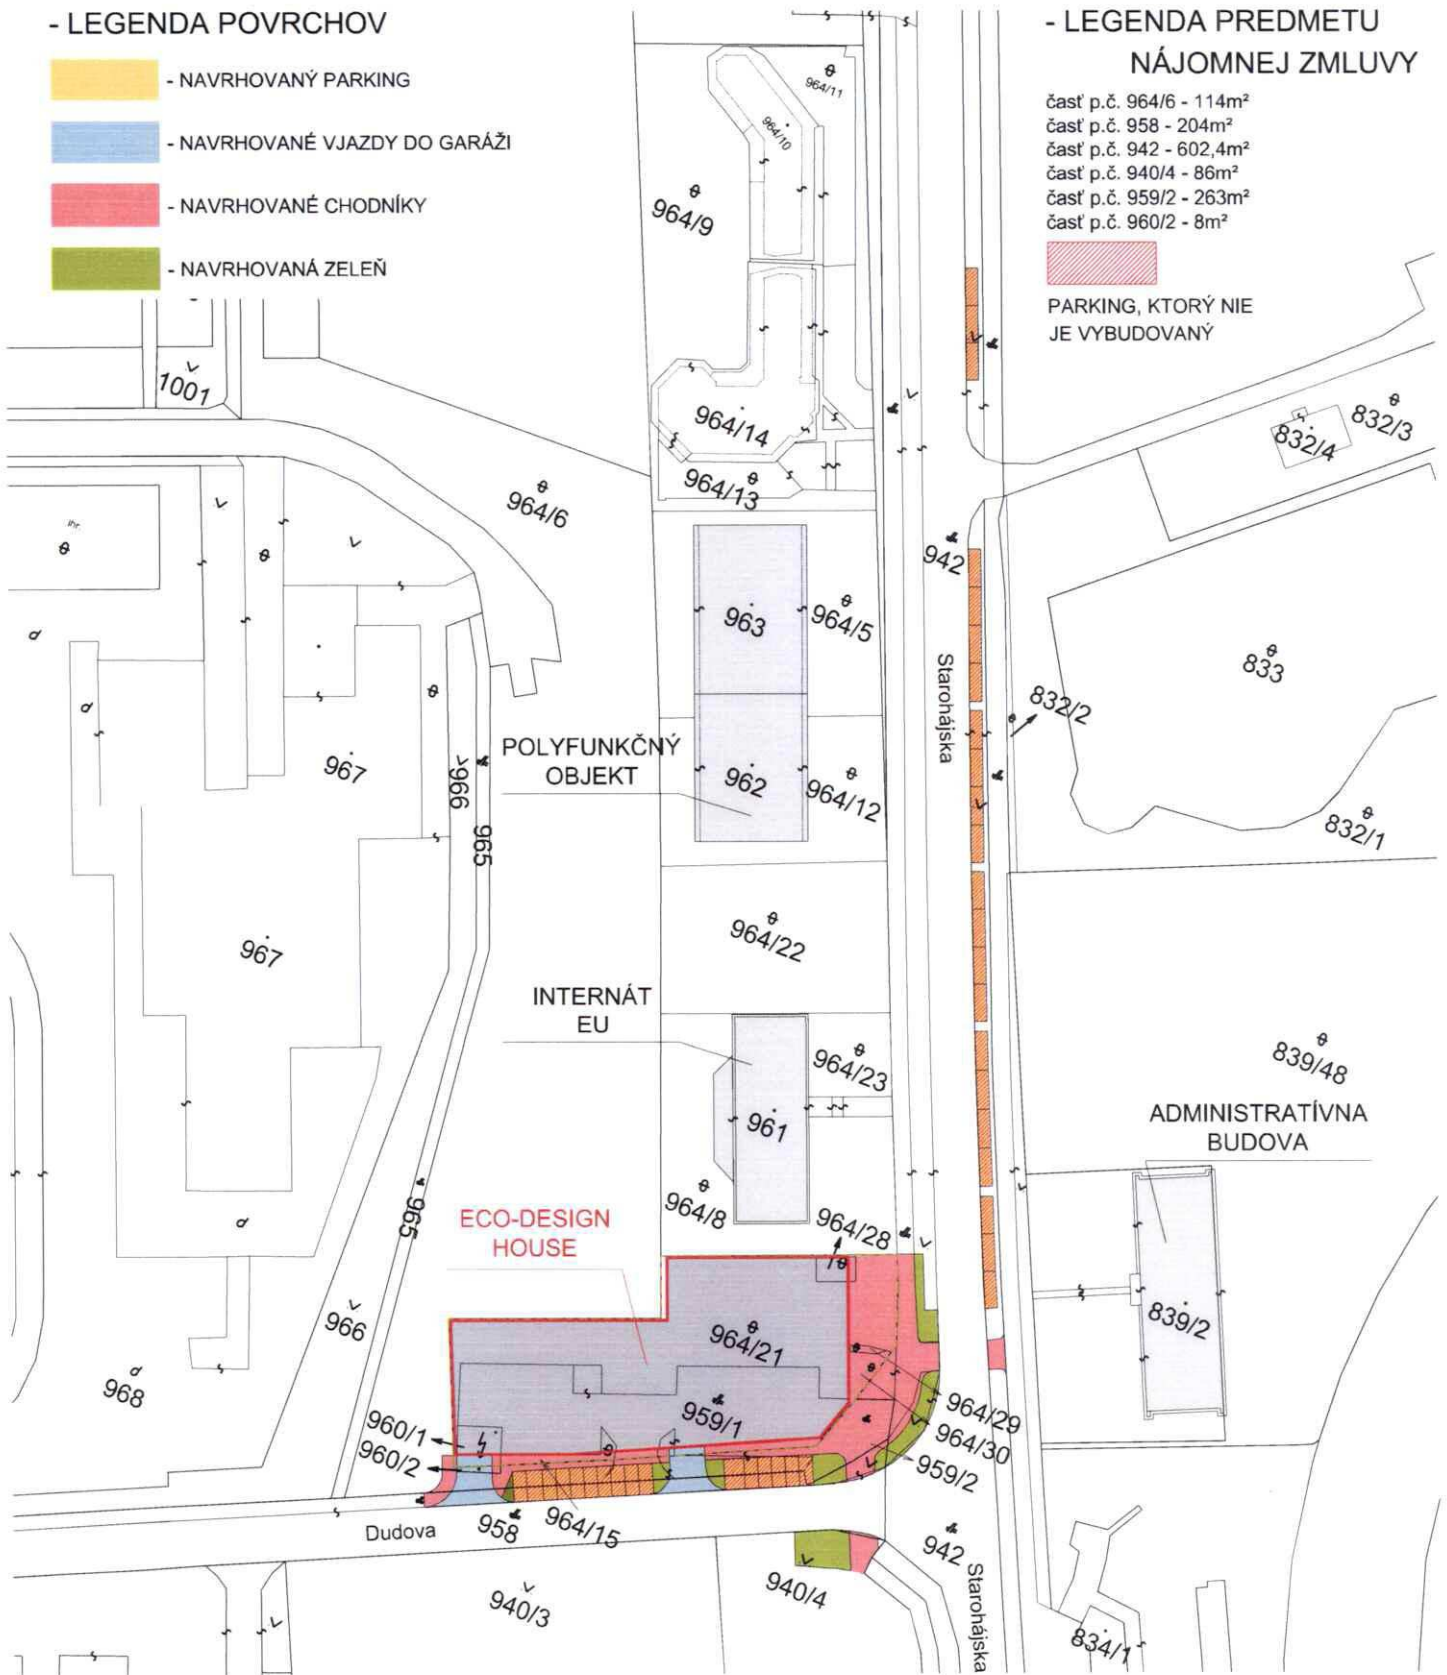 - LEGENDA POVRCHOV
- NAVRHOVANÝ PARKING
- NAVRHOVANÉ VJAZDY DO GARÁŽI
- NAVRHOVANÉ CHODNÍKY
- NAVRHOVANÁ ZELEŇ
- LEGENDA PREDMETU
NÁJOMNEJ ZMLUVY
časť p.č. 964/6 - 114m²
časť p.č. 958 - 204m²
časť p.č. 942 - 602,4m²
časť p.č. 940/4 - 86m²
časť p.č. 959/2 - 263m²
časť p.č. 960/2 - 8m²
PARKING, KTORÝ NIE
JE VYBUDOVANÝ
964/11
964/10
964/9
1001
964/14
832/3
832/4
964/13
964/6
ihr.
942
963
964/5
833
Starohájska
832/2
POLYFUNKČNÝ
OBJEKT
967
966
962
964/12
832/1
965
964/22
967
INTERNÁT
EU
964/23
839/48
961
ADMINISTRATÍVNA
BUDOVA
964/8
965
ECO-DESIGN
HOUSE
964/28
966
964/21
839/2
968
959/1
960/1
960/2
964/29
964/30
959/2
Dudova
958
964/15
942
940/3
940/4
Starohájska
834/1